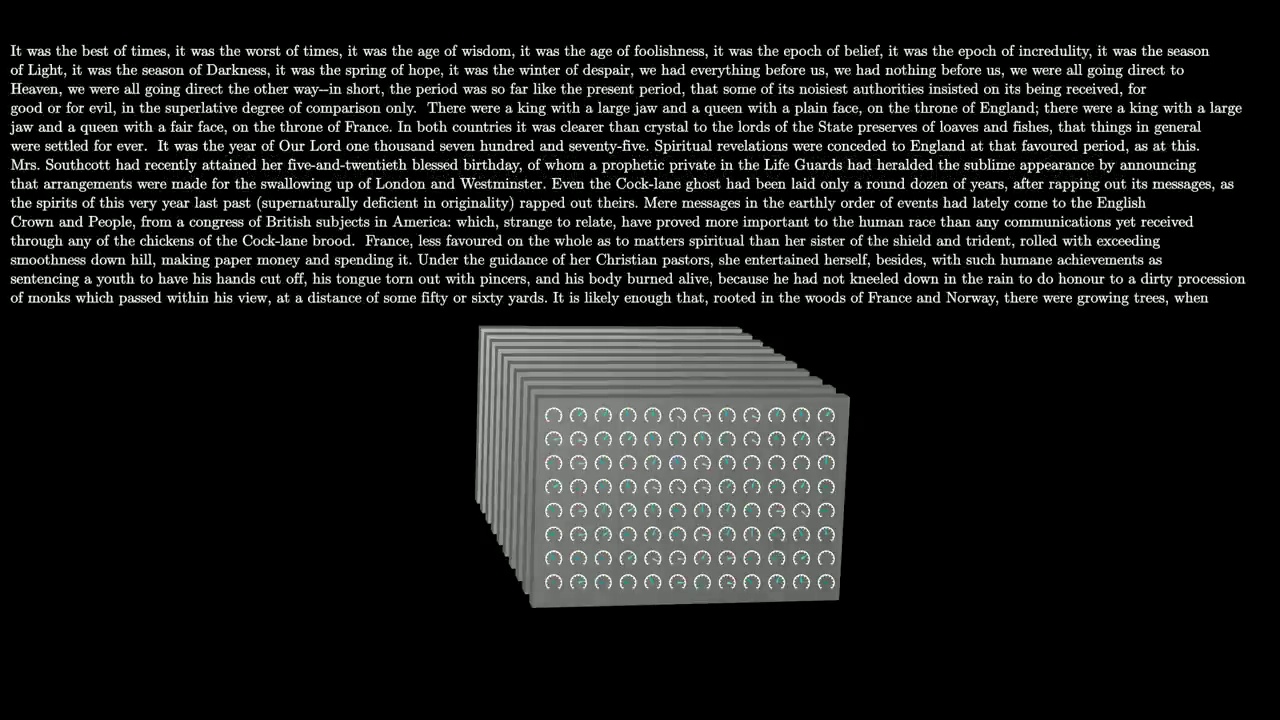 It was the best of times, it was the worst of times, it was the age of wisdom, it was the age of foolishness, it was the epoch of belief, it was the epoch of incredulity, it was the season
of Light, it was the season of Darkness, it was the spring of hope, it was the winter of despair, we had everything before us, we had nothing before us, we were all going direct to
Heaven, we were all going direct the other way–in short, the period was so far like the present period, that some of its noisiest authorities insisted on its being received, for
good or for evil, in the superlative degree of comparison only.  There were a king with a large jaw and a queen with a plain face, on the throne of England; there were a king with a large
jaw and a queen with a fair face, on the throne of France. In both countries it was clearer than crystal to the lords of the State preserves of loaves and fishes, that things in general
were settled for ever.  It was the year of Our Lord one thousand seven hundred and seventy-five. Spiritual revelations were conceded to England at that favoured period, as at this.
Mrs. Southcott had recently attained her five-and-twentieth blessed birthday, of whom a prophetic private in the Life Guards had heralded the sublime appearance by announcing
that arrangements were made for the swallowing up of London and Westminster. Even the Cock-lane ghost had been laid only a round dozen of years, after rapping out its messages, as
the spirits of this very year last past (supernaturally deficient in originality) rapped out theirs. Mere messages in the earthly order of events had lately come to the English
Crown and People, from a congress of British subjects in America: which, strange to relate, have proved more important to the human race than any communications yet received
through any of the chickens of the Cock-lane brood.  France, less favoured on the whole as to matters spiritual than her sister of the shield and trident, rolled with exceeding
smoothness down hill, making paper money and spending it. Under the guidance of her Christian pastors, she entertained herself, besides, with such humane achievements as
sentencing a youth to have his hands cut off, his tongue torn out with pincers, and his body burned alive, because he had not kneeled down in the rain to do honour to a dirty procession
of monks which passed within his view, at a distance of some fifty or sixty yards. It is likely enough that, rooted in the woods of France and Norway, there were growing trees, when